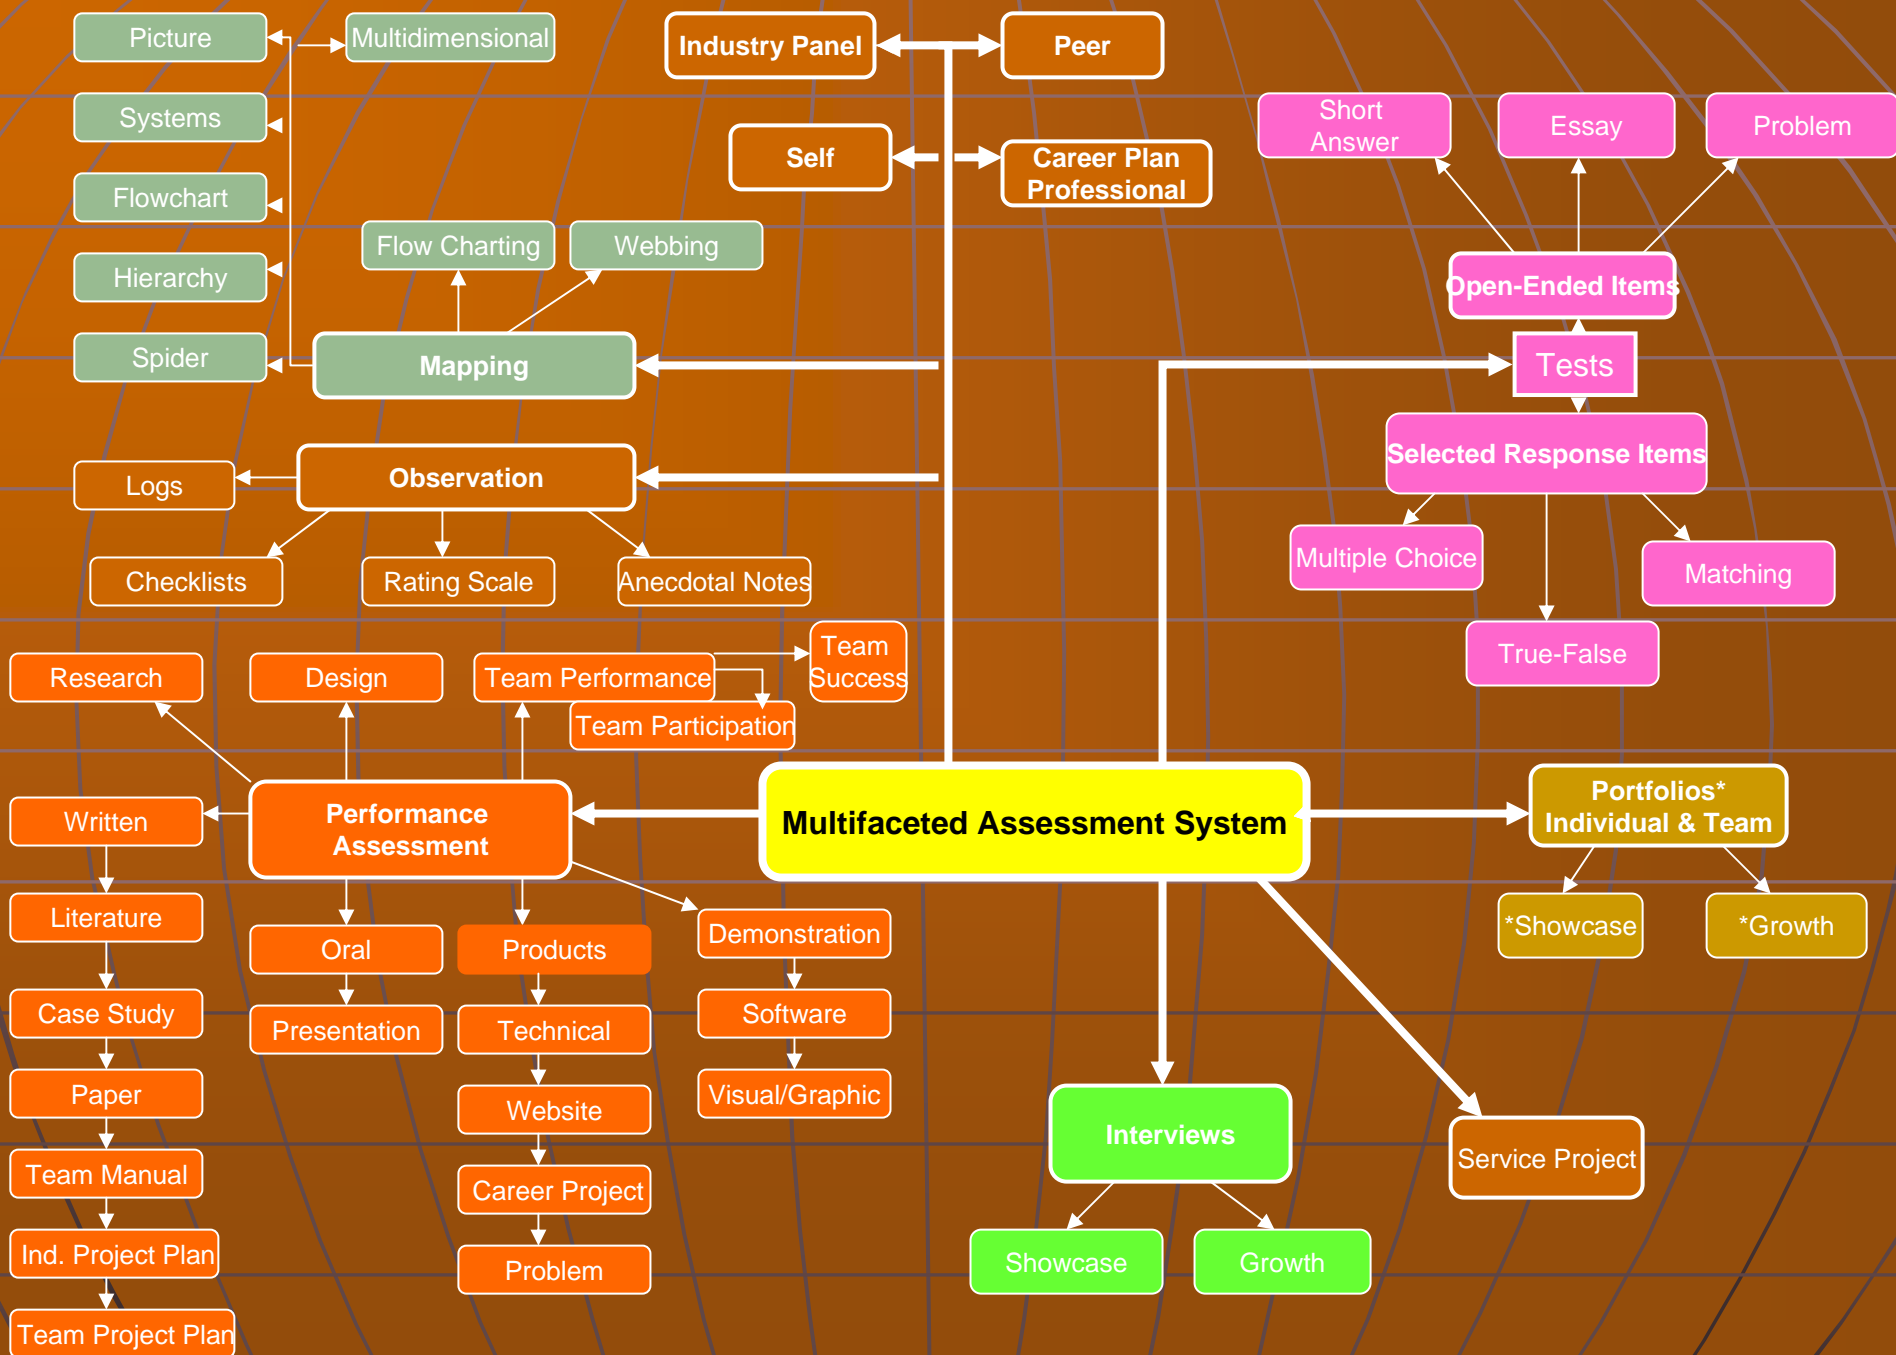 Picture
Multidimensional
Industry Panel
Peer
Systems
Short
Answer
Essay
Problem
Self
Career Plan
Professional
Flowchart
Flow Charting
Webbing
Hierarchy
Open-Ended Items
Spider
Mapping
Tests
Logs
Observation
Selected Response Items
Checklists
Rating Scale
Anecdotal Notes
Multiple Choice
Matching
True-False
Research
Design
Team Performance
Team
Success
Team Participation
Written
Performance
Assessment
Multifaceted Assessment System
Portfolios*
Individual & Team
Literature
Oral
Products
Demonstration
*Showcase
*Growth
Case Study
Presentation
Technical
Software
Paper
Website
Visual/Graphic
Interviews
Service Project
Team Manual
Career Project
Ind. Project Plan
Problem
Showcase
Growth
Team Project Plan